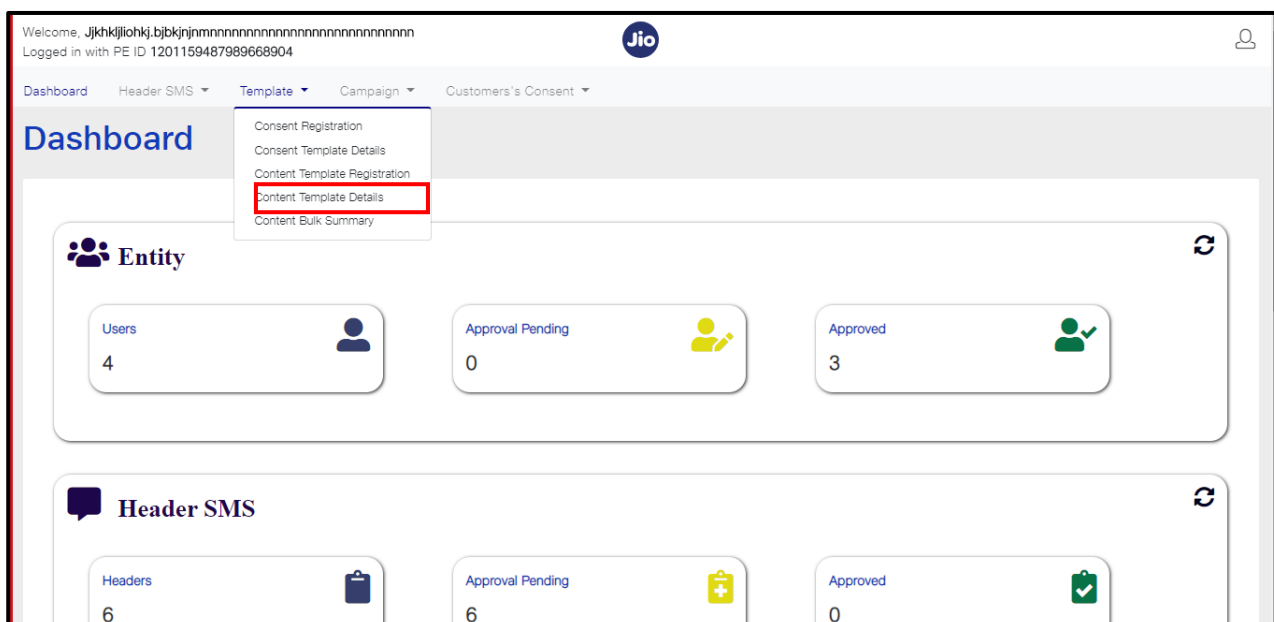 Welcome, Jjkhkljliohkj.bjbkjnjnmnnnnnnnnnnnnnnnnnnnnnnnnnnnnn
Logged in with PE ID 1201159487989668904
Jio
Dashboard Header SMS Template Campaign Customers's Consent
Dashboard
Consent Registration
Consent Template Details
Content Template Registration
Content Template Details
Content Bulk Summary
Entity
Users Approval Pending Approved
4 0 3
Header SMS
Headers Approval Pending Approved
6 6 0